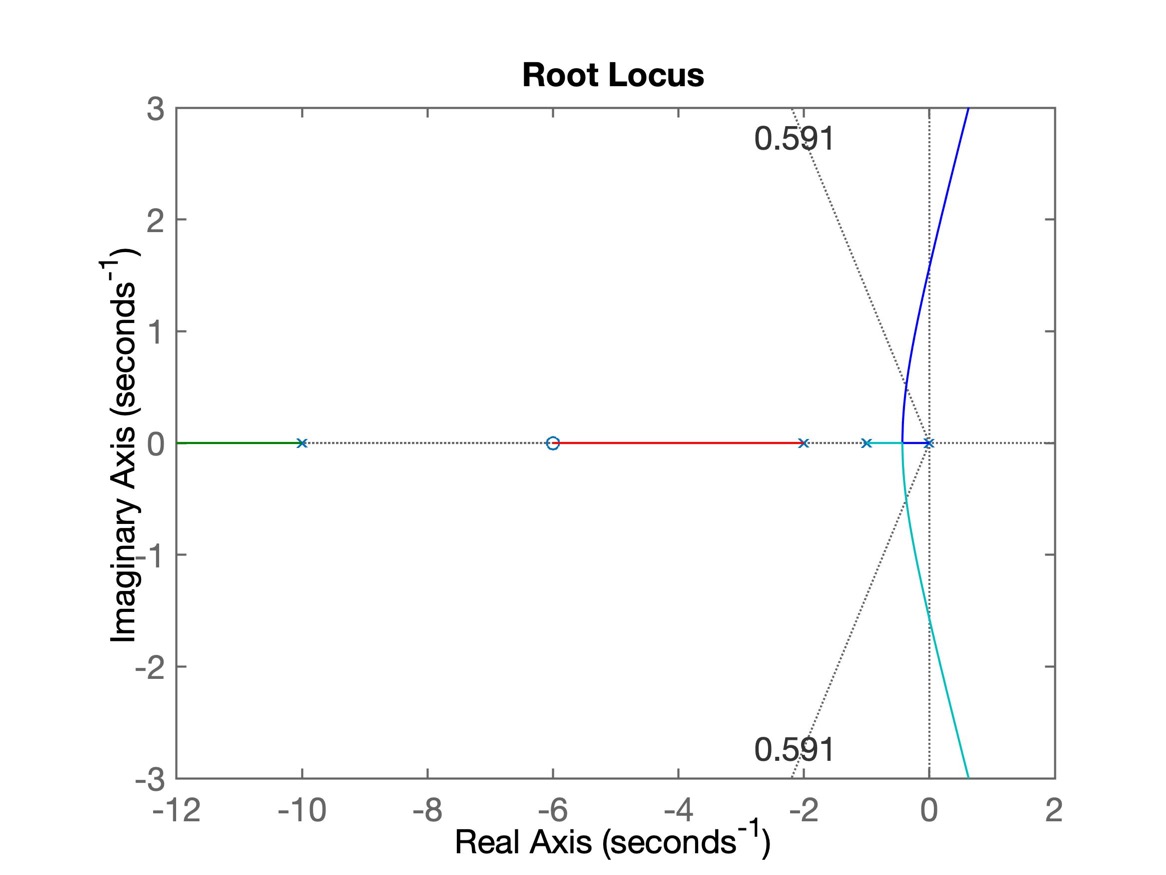 Root Locus
3
2
1
0
-1
-2
-3
0.591
0.591
-12 -10 -8 -6 -4 -2 0 2
Real Axis (seconds⁻¹)
Imaginary Axis (seconds⁻¹)